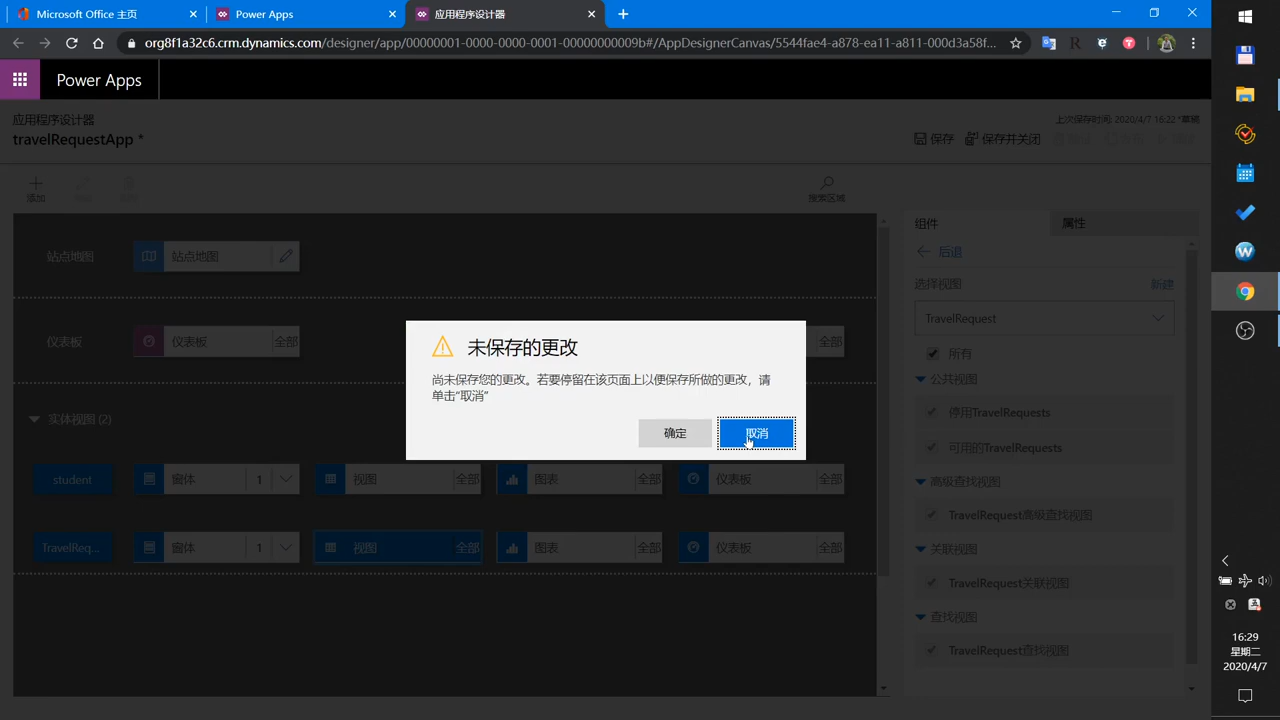 Microsoft Office 主页
Power Apps
应用程序设计器
org8f1a32c6.crm.dynamics.com/designer/app/00000001-0000-0000-0001-00000000009b#/AppDesignerCanvas/5544fae4-a878-ea11-a811-000d3a58f...
Power Apps
应用程序设计器
travelRequestApp *
上次保存时间: 2020/4/7 16:22 *草稿
保存
保存并关闭
添加
搜索区域
组件
属性
后退
选择视图
新建
TravelRequest
所有
公共视图
停用TravelRequests
可用的TravelRequests
高级查找视图
TravelRequest高级查找视图
关联视图
TravelRequest关联视图
查找视图
TravelRequest查找视图
站点地图
站点地图
仪表板
仪表板
全部
全部
未保存的更改
尚未保存您的更改。若要停留在该页面上以便保存所做的更改，请
单击“取消”
确定
取消
实体视图 (2)
student
窗体
1
视图
全部
图表
全部
仪表板
全部
TravelReq...
窗体
1
视图
全部
图表
全部
仪表板
全部
16:29
星期二
2020/4/7